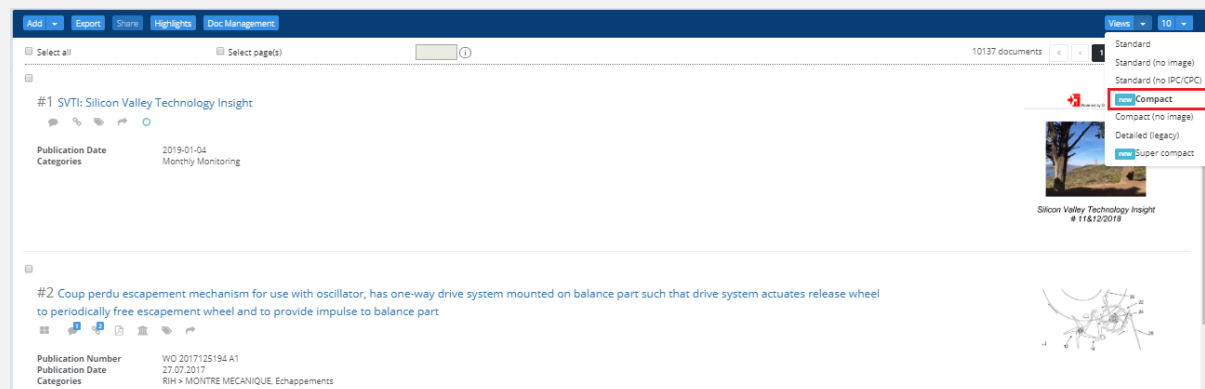 Add Export Share Highlights Doc Management Views 10
Select all Select page(s) 10137 documents « ‹ 1
Standard
Standard (no image)
Standard (no IPC/CPC)
new Compact
Compact (no image)
Detailed (legacy)
new Super compact
#1 SVTI: Silicon Valley Technology Insight
Publication Date 2019-01-04
Categories Monthly Monitoring
Silicon Valley Technology Insight
# 11&12/2018
#2 Coup perdu escapement mechanism for use with oscillator, has one-way drive system mounted on balance part such that drive system actuates release wheel
to periodically free escapement wheel and to provide impulse to balance part
1 2
Publication Number WO 2017125194 A1
Publication Date 27.07.2017
Categories RIH > MONTRE MECANIQUE, Echappements